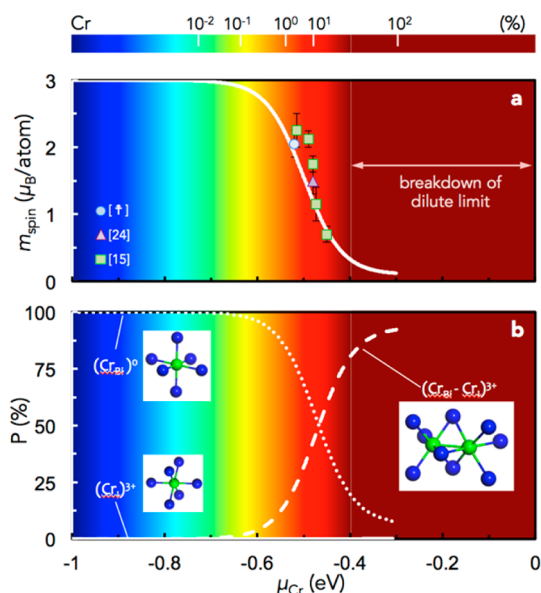 Cr 10⁻² 10⁻¹ 10⁰ 10¹ 10² (%)
a
3
2
1
0
m_spin (μ_B/atom)
breakdown of
dilute limit
[†]
[24]
[15]
b
100
75
50
25
0
P (%)
(Cr_Bi)⁰
(Cr_I)³⁺
(Cr_Bi-Cr_I)³⁺
-1 -0.8 -0.6 -0.4 -0.2 0
μ_Cr (eV)